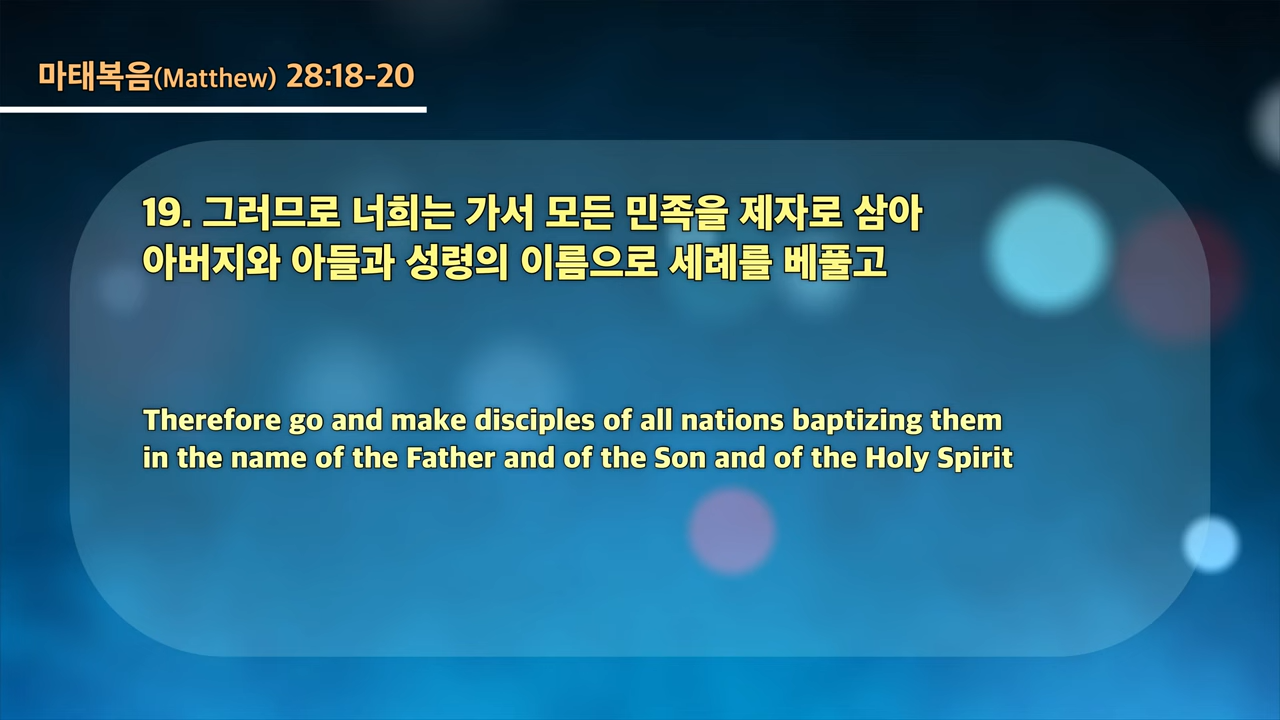 마태복음(Matthew) 28:18-20
19. 그러므로 너희는 가서 모든 민족을 제자로 삼아
아버지와 아들과 성령의 이름으로 세례를 베풀고
Therefore go and make disciples of all nations baptizing them
in the name of the Father and of the Son and of the Holy Spirit